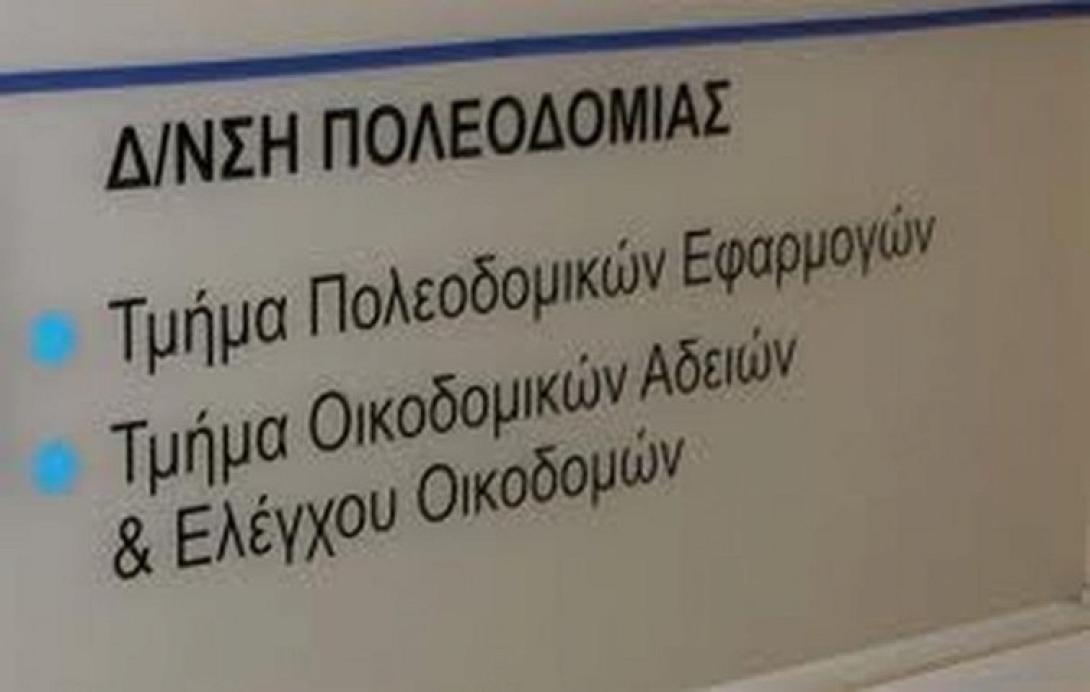 Δ/ΝΣΗ ΠΟΛΕΟΔΟΜΙΑΣ
Τμήμα Πολεοδομικών Εφαρμογών
Τμήμα Οικοδομικών Αδειών
& Ελέγχου Οικοδομών